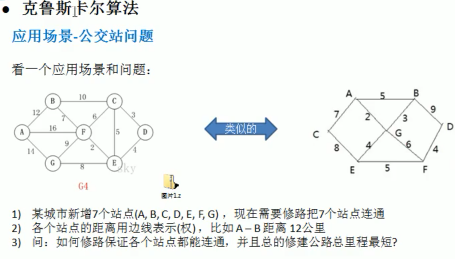 ● 克鲁斯卡尔算法
应用场景-公交站问题
看一个应用场景和问题:
B 10 C
12 7 6 3
A 16 F 5 D
14 9 2 4
G 8 E
G4
类似的
图片1.z
A 5 B
7 2 3 9
C G D
8 4 6 4
E 5 F
1) 某城市新增7个站点(A, B, C, D, E, F, G) ,现在需要修路把7个站点连通
2) 各个站点的距离用边线表示(权) ,比如 A – B 距离 12公里
3) 问:如何修路保证各个站点都能连通,并且总的修建公路总里程最短?